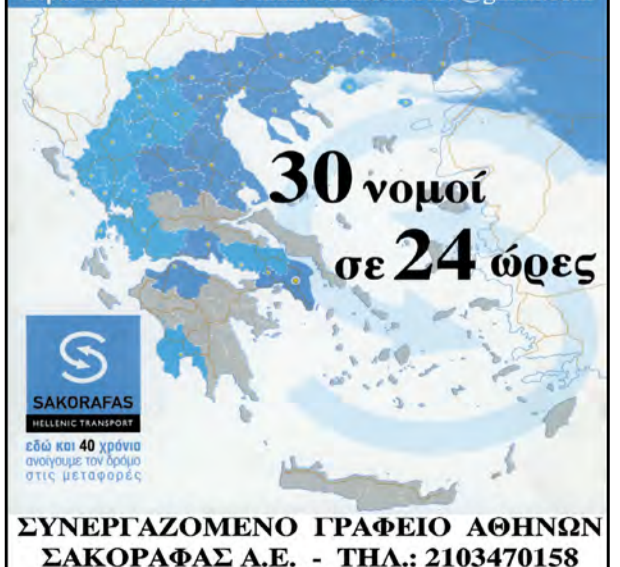 30 νομοί
σε 24 ώρες
SAKORAFAS
HELLENIC TRANSPORT
εδώ και 40 χρόνια
ανοίγουμε τον δρόμο
στις μεταφορές
ΣΥΝΕΡΓΑΖΟΜΕΝΟ ΓΡΑΦΕΙΟ ΑΘΗΝΩΝ
ΣΑΚΟΡΑΦΑΣ Α.Ε. - ΤΗΛ.: 2103470158